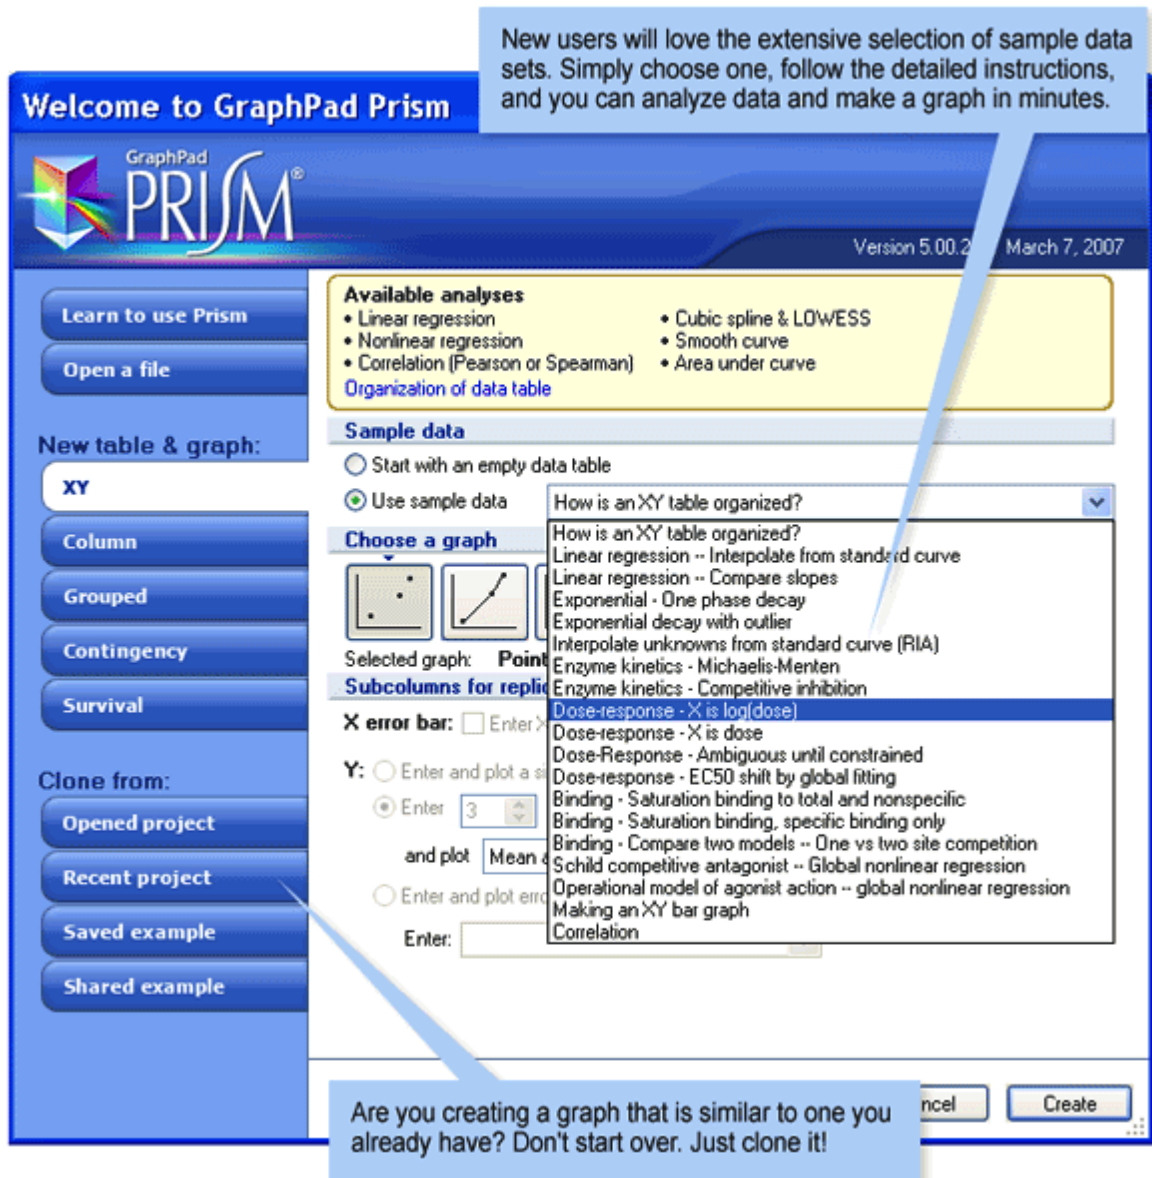 New users will love the extensive selection of sample data
sets. Simply choose one, follow the detailed instructions,
and you can analyze data and make a graph in minutes.
Welcome to GraphPad Prism
GraphPad
PRISM®
Version 5.00.2 March 7, 2007
Learn to use Prism
Open a file
New table & graph:
XY
Column
Grouped
Contingency
Survival
Clone from:
Opened project
Recent project
Saved example
Shared example
Available analyses
• Linear regression
• Nonlinear regression
• Correlation (Pearson or Spearman)
• Cubic spline & LOWESS
• Smooth curve
• Area under curve
Organization of data table
Sample data
Start with an empty data table
Use sample data
How is an XY table organized?
How is an XY table organized?
Linear regression -- Interpolate from standard curve
Linear regression -- Compare slopes
Exponential - One phase decay
Exponential decay with outlier
Interpolate unknowns from standard curve (RIA)
Enzyme kinetics - Michaelis-Menten
Enzyme kinetics - Competitive inhibition
Dose-response - X is log(dose)
Dose-response - X is dose
Dose-Response - Ambiguous until constrained
Dose-response - EC50 shift by global fitting
Binding - Saturation binding to total and nonspecific
Binding - Saturation binding, specific binding only
Binding - Compare two models -- One vs two site competition
Schild competitive antagonist -- Global nonlinear regression
Operational model of agonist action -- global nonlinear regression
Making an XY bar graph
Correlation
Choose a graph
Selected graph: Point
Subcolumns for replic
X error bar: Enter X
Y: Enter and plot a si
Enter 3
and plot Mean
Enter and plot erro
Enter:
ncel
Create
Are you creating a graph that is similar to one you
already have? Don't start over. Just clone it!